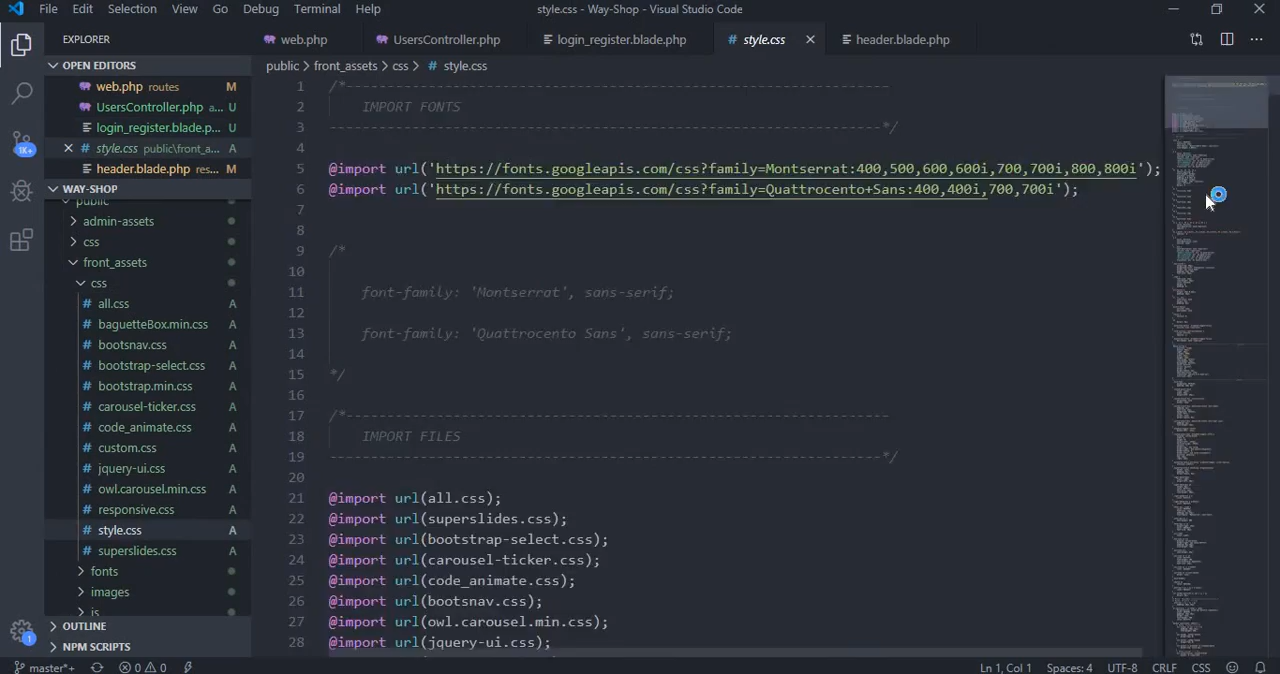 File Edit Selection View Go Debug Terminal Help
style.css - Way-Shop - Visual Studio Code
EXPLORER
web.php
UsersController.php
login_register.blade.php
style.css
header.blade.php
OPEN EDITORS
web.php routes M
UsersController.php a... U
login_register.blade.p... U
style.css public\front_a... A
header.blade.php res... M
WAY-SHOP
public
admin-assets
css
front_assets
css
all.css A
baguetteBox.min.css A
bootsnav.css A
bootstrap-select.css A
bootstrap.min.css A
carousel-ticker.css A
code_animate.css A
custom.css A
jquery-ui.css A
owl.carousel.min.css A
responsive.css A
style.css A
superslides.css A
fonts
images
js
OUTLINE
NPM SCRIPTS
1K+
1
public > front_assets > css > # style.css
1 /*------------------------------------------------------------------
2 IMPORT FONTS
3 -------------------------------------------------------------------*/
4
5 @import url('https://fonts.googleapis.com/css?family=Montserrat:400,500,600,600i,700,700i,800,800i');
6 @import url('https://fonts.googleapis.com/css?family=Quattrocento+Sans:400,400i,700,700i');
7
8
9 /*
10
11 font-family: 'Montserrat', sans-serif;
12
13 font-family: 'Quattrocento Sans', sans-serif;
14
15 */
16
17 /*------------------------------------------------------------------
18 IMPORT FILES
19 -------------------------------------------------------------------*/
20
21 @import url(all.css);
22 @import url(superslides.css);
23 @import url(bootstrap-select.css);
24 @import url(carousel-ticker.css);
25 @import url(code_animate.css);
26 @import url(bootsnav.css);
27 @import url(owl.carousel.min.css);
28 @import url(jquery-ui.css);
master*+ 0 0
Ln 1, Col 1 Spaces: 4 UTF-8 CRLF CSS